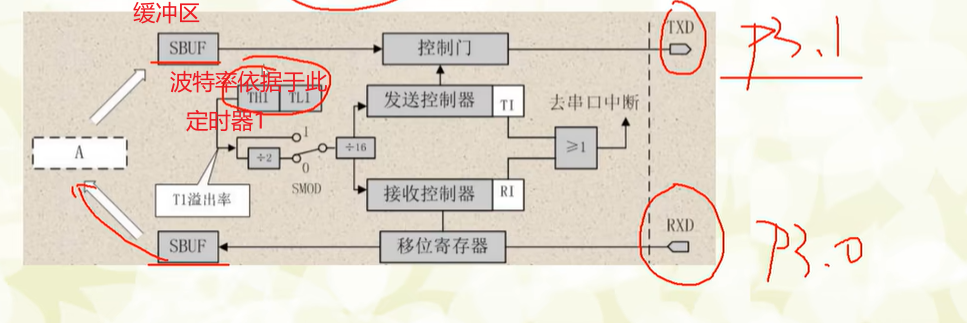 缓冲区
SBUF
控制门
TXD
P3.1
波特率依据于此
TH1 TL1
定时器1
发送控制器 TI
去串口中断
A
÷2
1
0
SMOD
÷16
≥1
T1溢出率
接收控制器 RI
RXD
SBUF
移位寄存器
P3.0